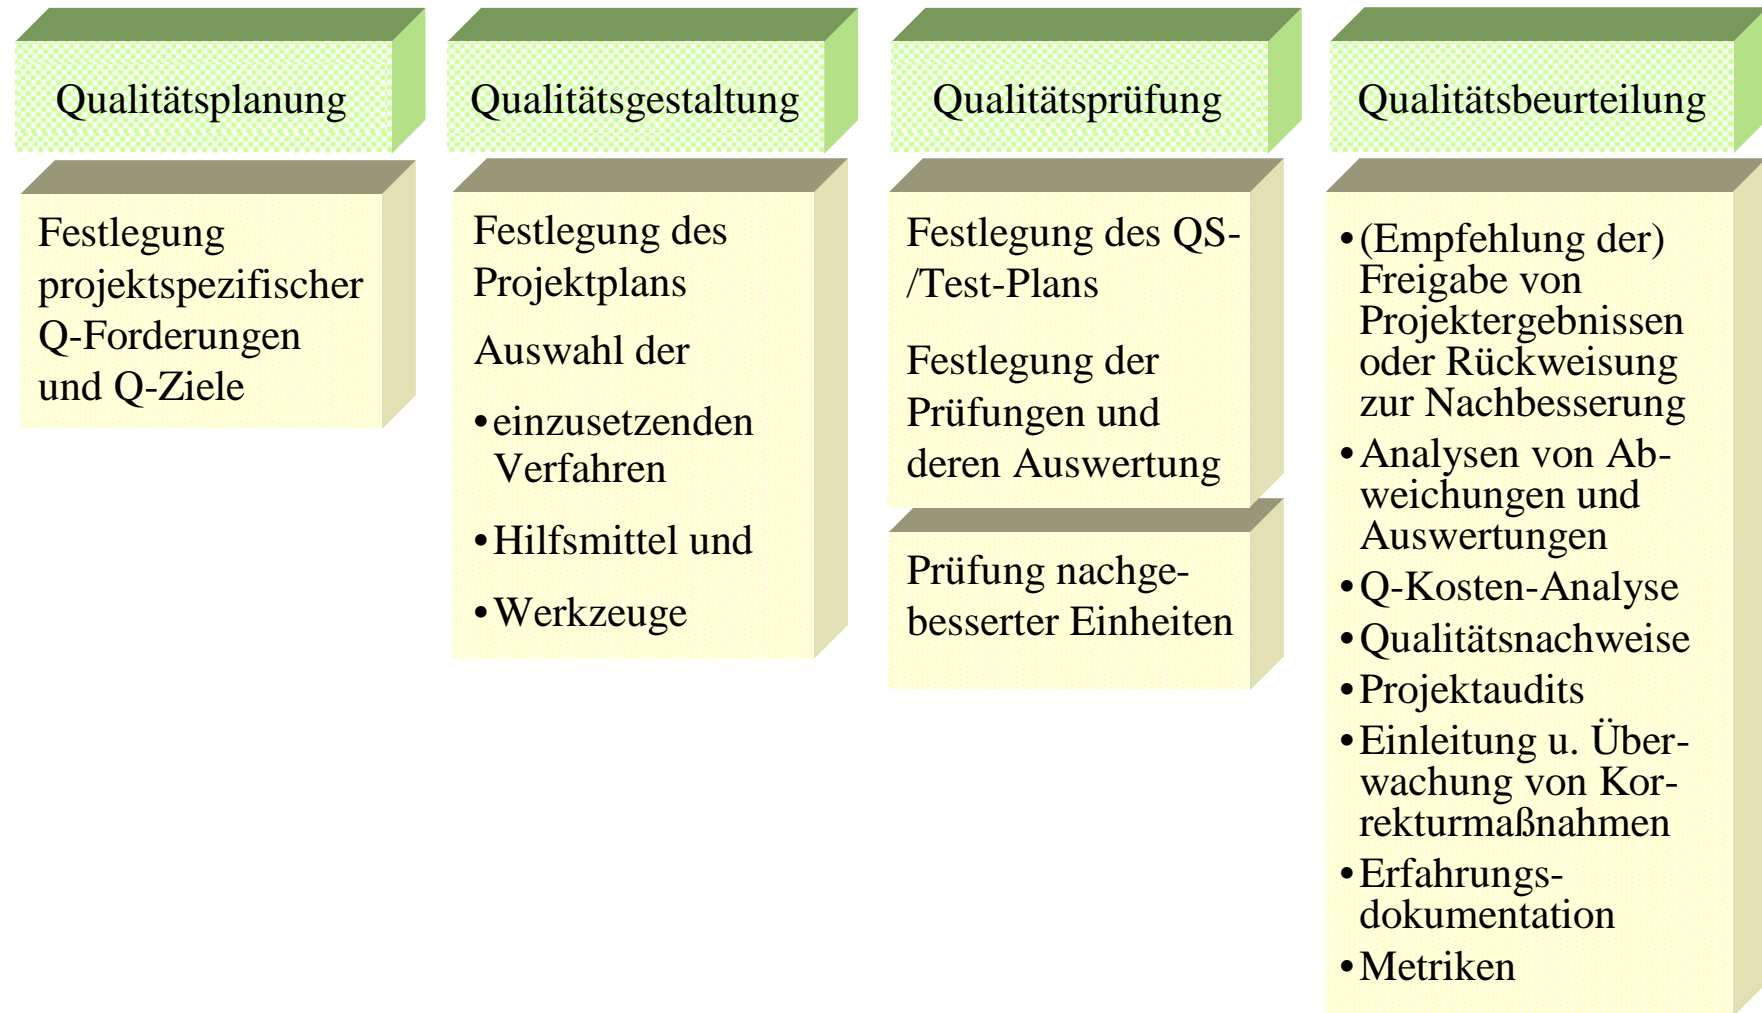 Qualitätsplanung
Festlegung
projektspezifischer
Q-Forderungen
und Q-Ziele
Qualitätsgestaltung
Festlegung des
Projektplans
Auswahl der
•einzusetzenden
Verfahren
•Hilfsmittel und
•Werkzeuge
Qualitätsprüfung
Festlegung des QS-
/Test-Plans
Festlegung der
Prüfungen und
deren Auswertung
Prüfung nachge-
besserter Einheiten
Qualitätsbeurteilung
•(Empfehlung der)
Freigabe von
Projektergebnissen
oder Rückweisung
zur Nachbesserung
•Analysen von Ab-
weichungen und
Auswertungen
•Q-Kosten-Analyse
•Qualitätsnachweise
•Projektaudits
•Einleitung u. Über-
wachung von Kor-
rekturmaßnahmen
•Erfahrungs-
dokumentation
•Metriken